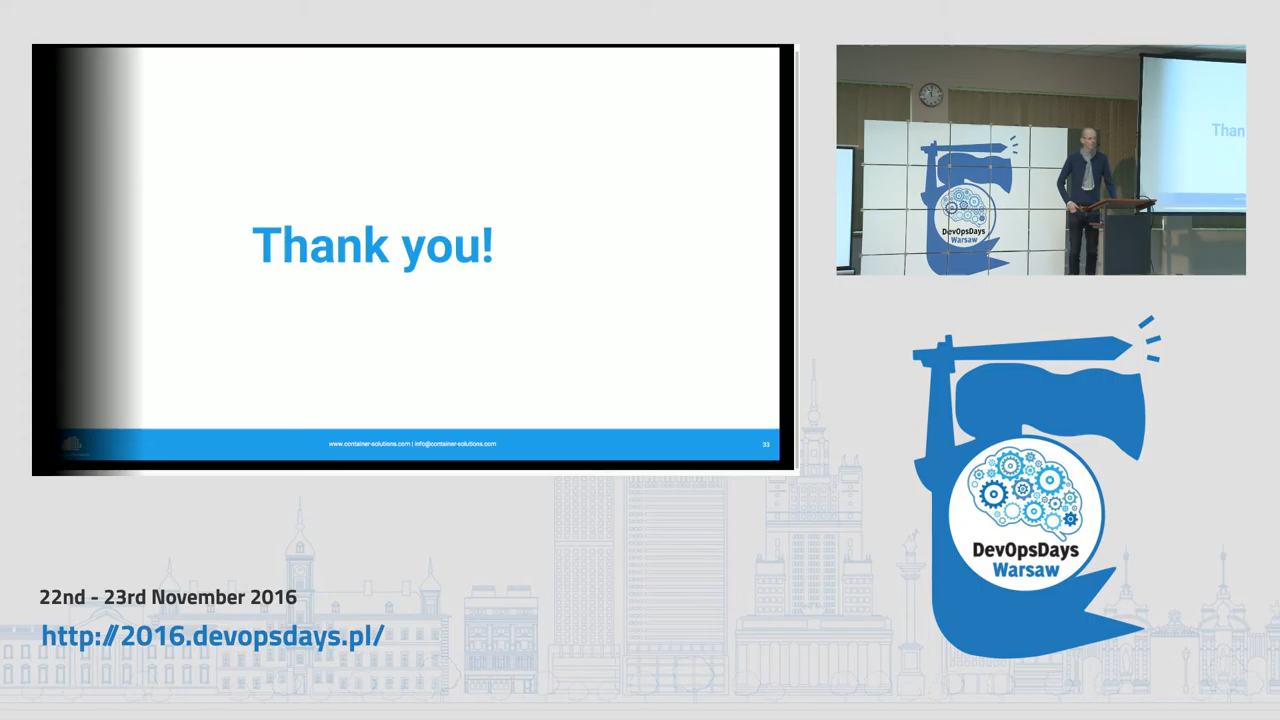 Thank you!
www.container-solutions.com | info@container-solutions.com
33
Than
DevOpsDays
Warsaw
DevOpsDays
Warsaw
22nd - 23rd November 2016
http://2016.devopsdays.pl/